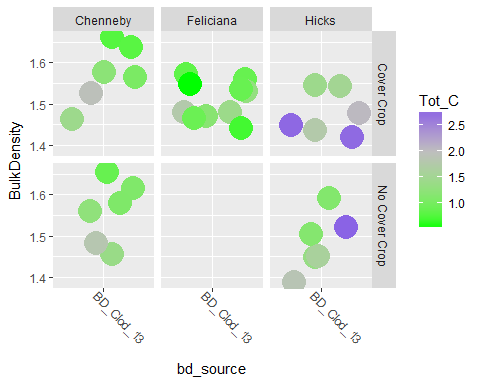 Chenneby Feliciana Hicks
Tot_C
2.5
2.0
1.5
1.0
BulkDensity
1.6
1.5
1.4
Cover Crop
1.6
1.5
1.4
No Cover Crop
BD_Clod_13 BD_Clod_13 BD_Clod_13
bd_source